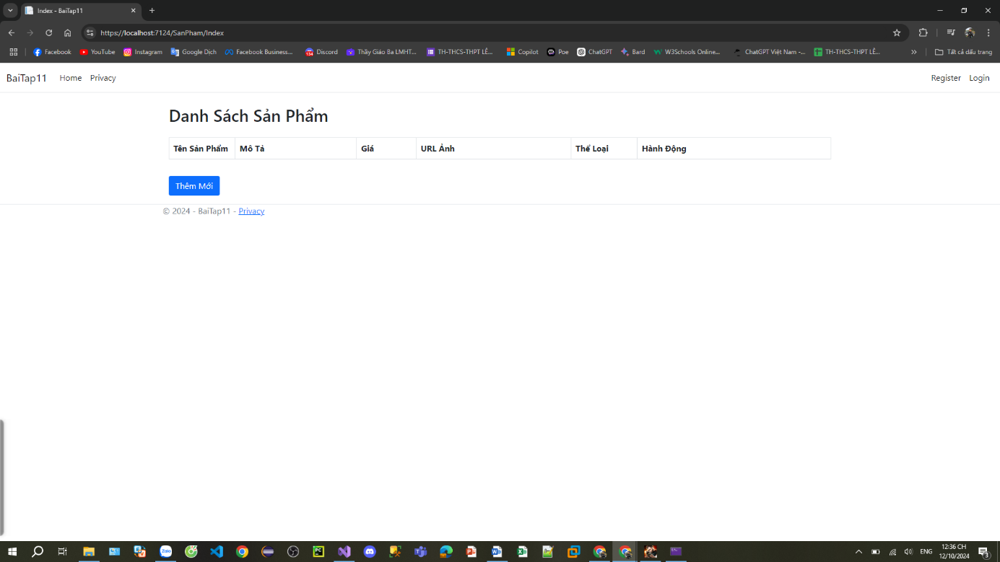 Index - BaiTap11
https://localhost:7124/SanPham/Index
Facebook YouTube Instagram Google Dịch Facebook Business... Discord Thầy Giáo Ba LMHT... TH-THCS-THPT LÊ... Copilot Poe ChatGPT Bard W3Schools Online... ChatGPT Việt Nam -... TH-THCS-THPT LÊ... Tất cả dấu trang
BaiTap11 Home Privacy Register Login
Danh Sách Sản Phẩm
Tên Sản Phẩm Mô Tả Giá URL Ảnh Thể Loại Hành Động
Thêm Mới
© 2024 - BaiTap11 - Privacy
Zalo
PC
ENG
12:36 CH
12/10/2024
3